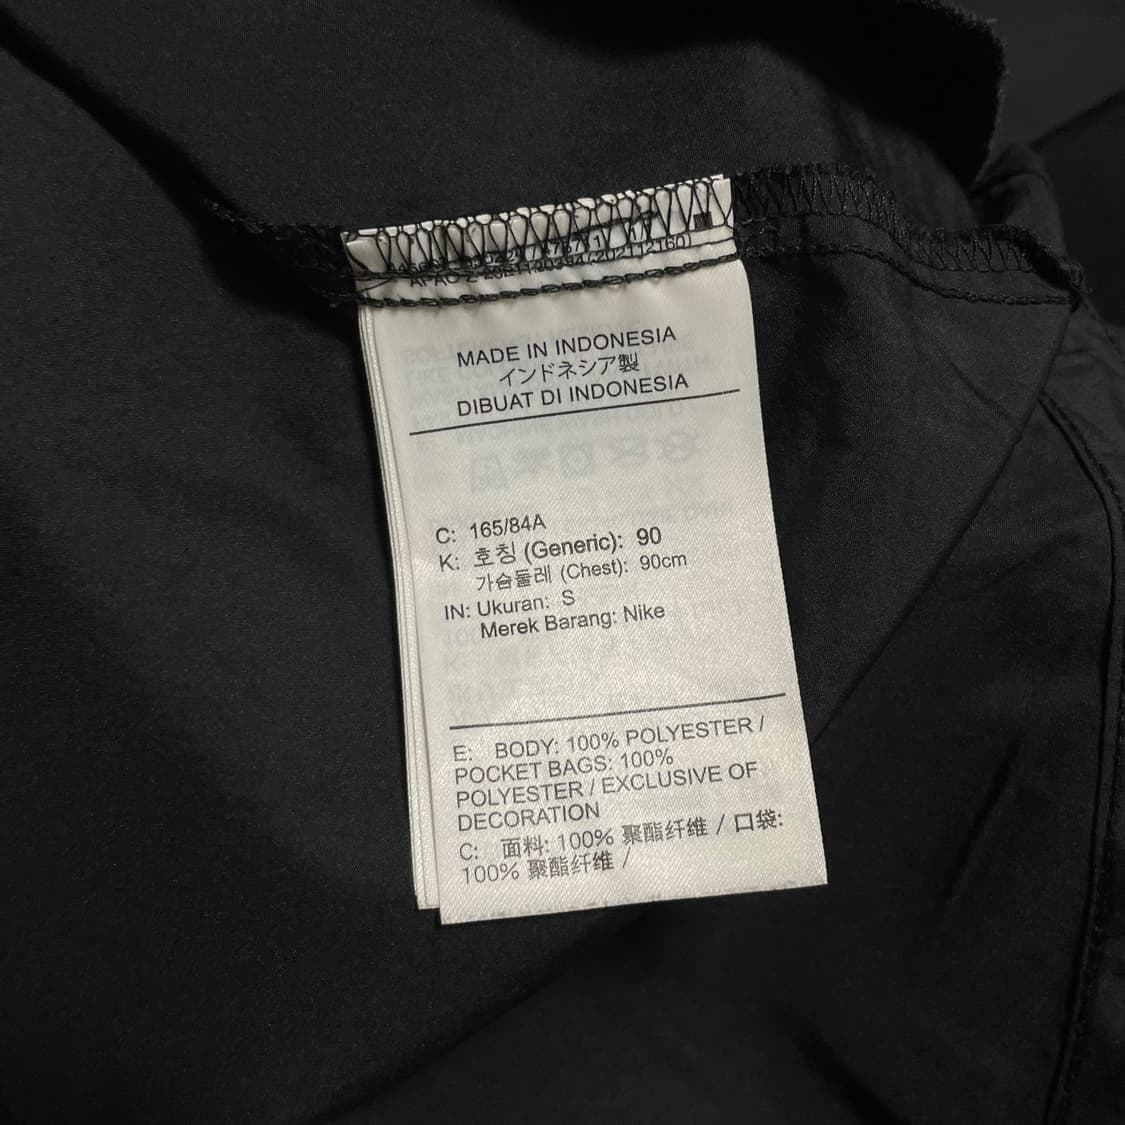 MADE IN INDONESIA
インドネシア製
DIBUAT DI INDONESIA
C: 165/84A
K: 호칭 (Generic): 90
가슴둘레 (Chest): 90cm
IN: Ukuran: S
Merek Barang: Nike
E: BODY: 100% POLYESTER /
POCKET BAGS: 100%
POLYESTER / EXCLUSIVE OF
DECORATION
C: 面料: 100% 聚酯纤维 / 口袋:
100% 聚酯纤维 /